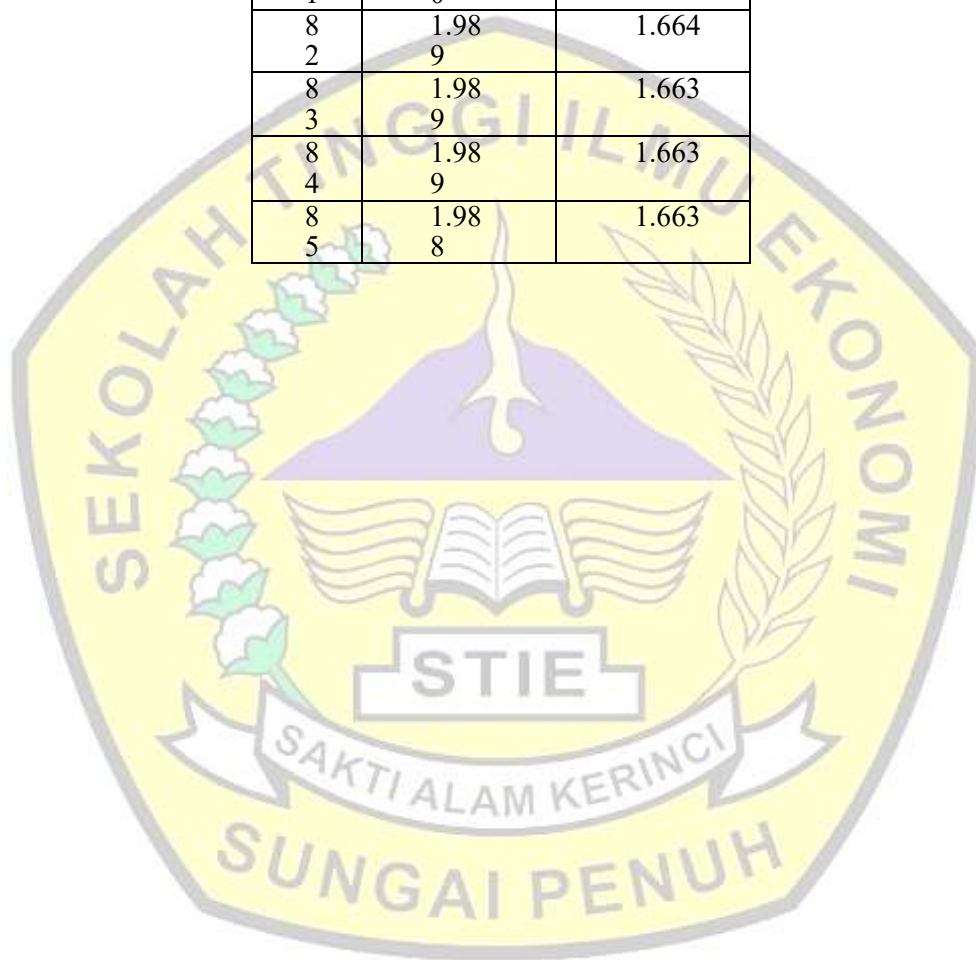 8 1.98 1.664
2 9
8 1.98 1.663
3 9
8 1.98 1.663
4 9
8 1.98 1.663
5 8
SEKOLAH TINGGI ILMU EKONOMI
STIE
SAKTI ALAM KERINCI
SUNGAI PENUH